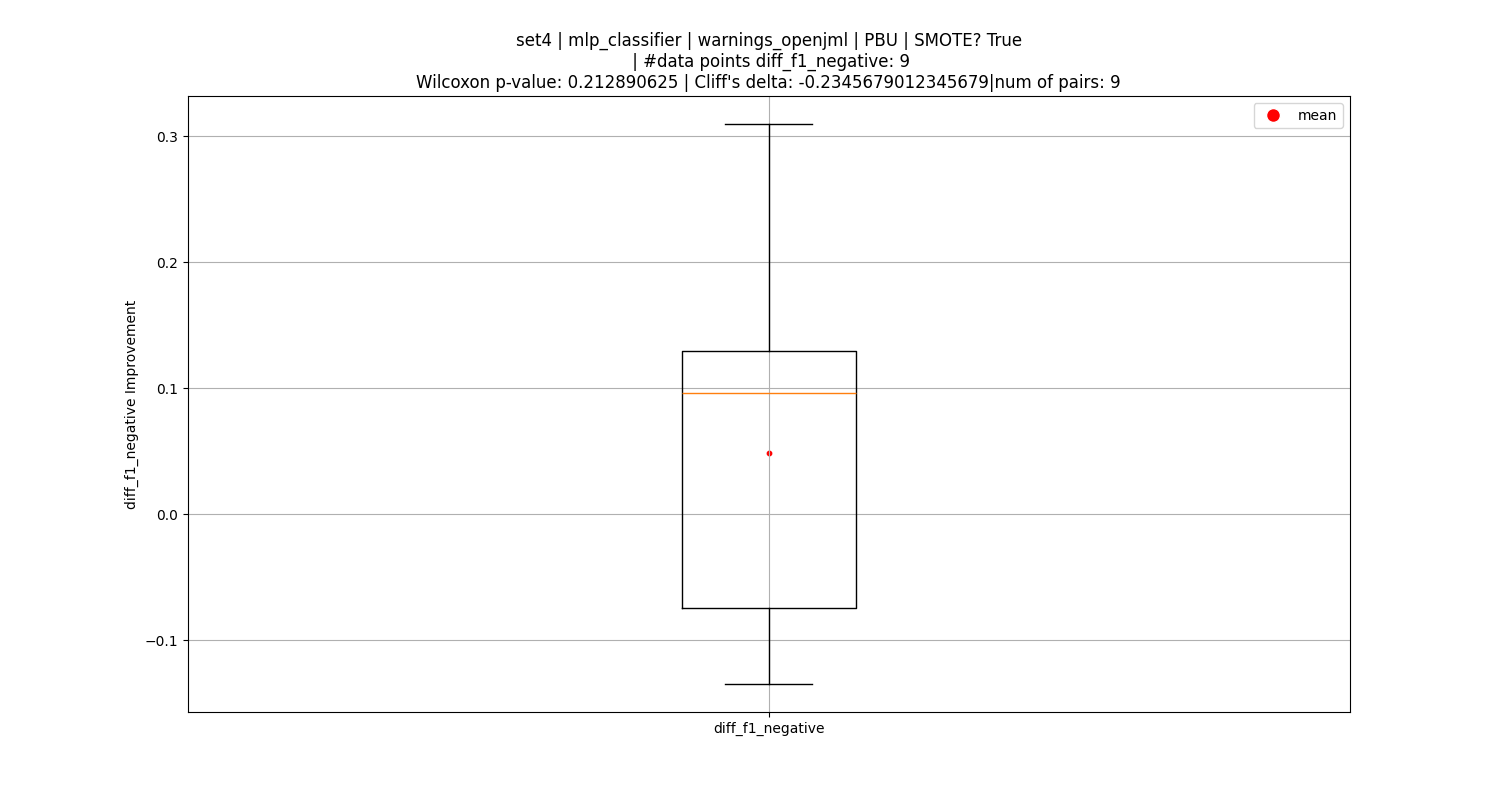 set4 | mlp_classifier | warnings_openjml | PBU | SMOTE? True
| #data points diff_f1_negative: 9
Wilcoxon p-value: 0.212890625 | Cliff's delta: -0.2345679012345679|num of pairs: 9
mean
0.3
0.2
0.1
0.0
−0.1
diff_f1_negative Improvement
diff_f1_negative